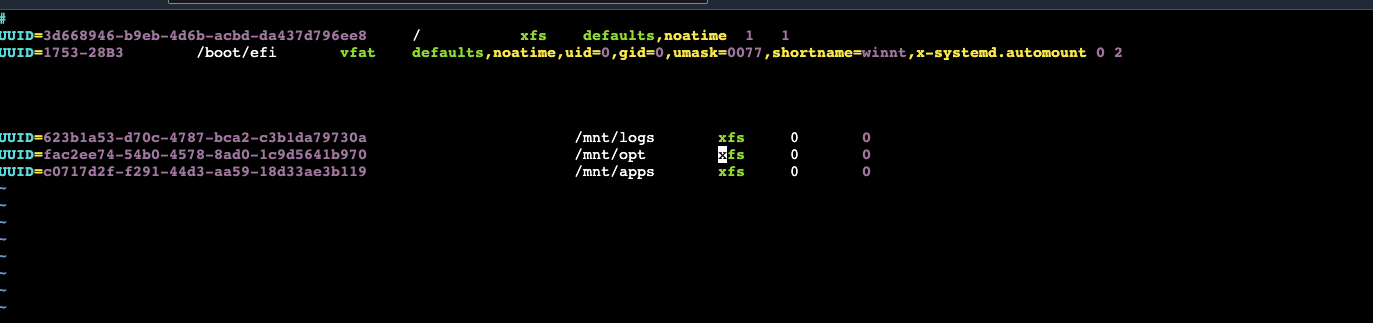 #
UUID=3d668946-b9eb-4d6b-acbd-da437d796ee8 / xfs defaults,noatime 1 1
UUID=1753-28B3 /boot/efi vfat defaults,noatime,uid=0,gid=0,umask=0077,shortname=winnt,x-systemd.automount 0 2
UUID=623b1a53-d70c-4787-bca2-c3b1da79730a /mnt/logs xfs 0 0
UUID=fac2ee74-54b0-4578-8ad0-1c9d5641b970 /mnt/opt xfs 0 0
UUID=c0717d2f-f291-44d3-aa59-18d33ae3b119 /mnt/apps xfs 0 0
~
~
~
~
~
~
~
~